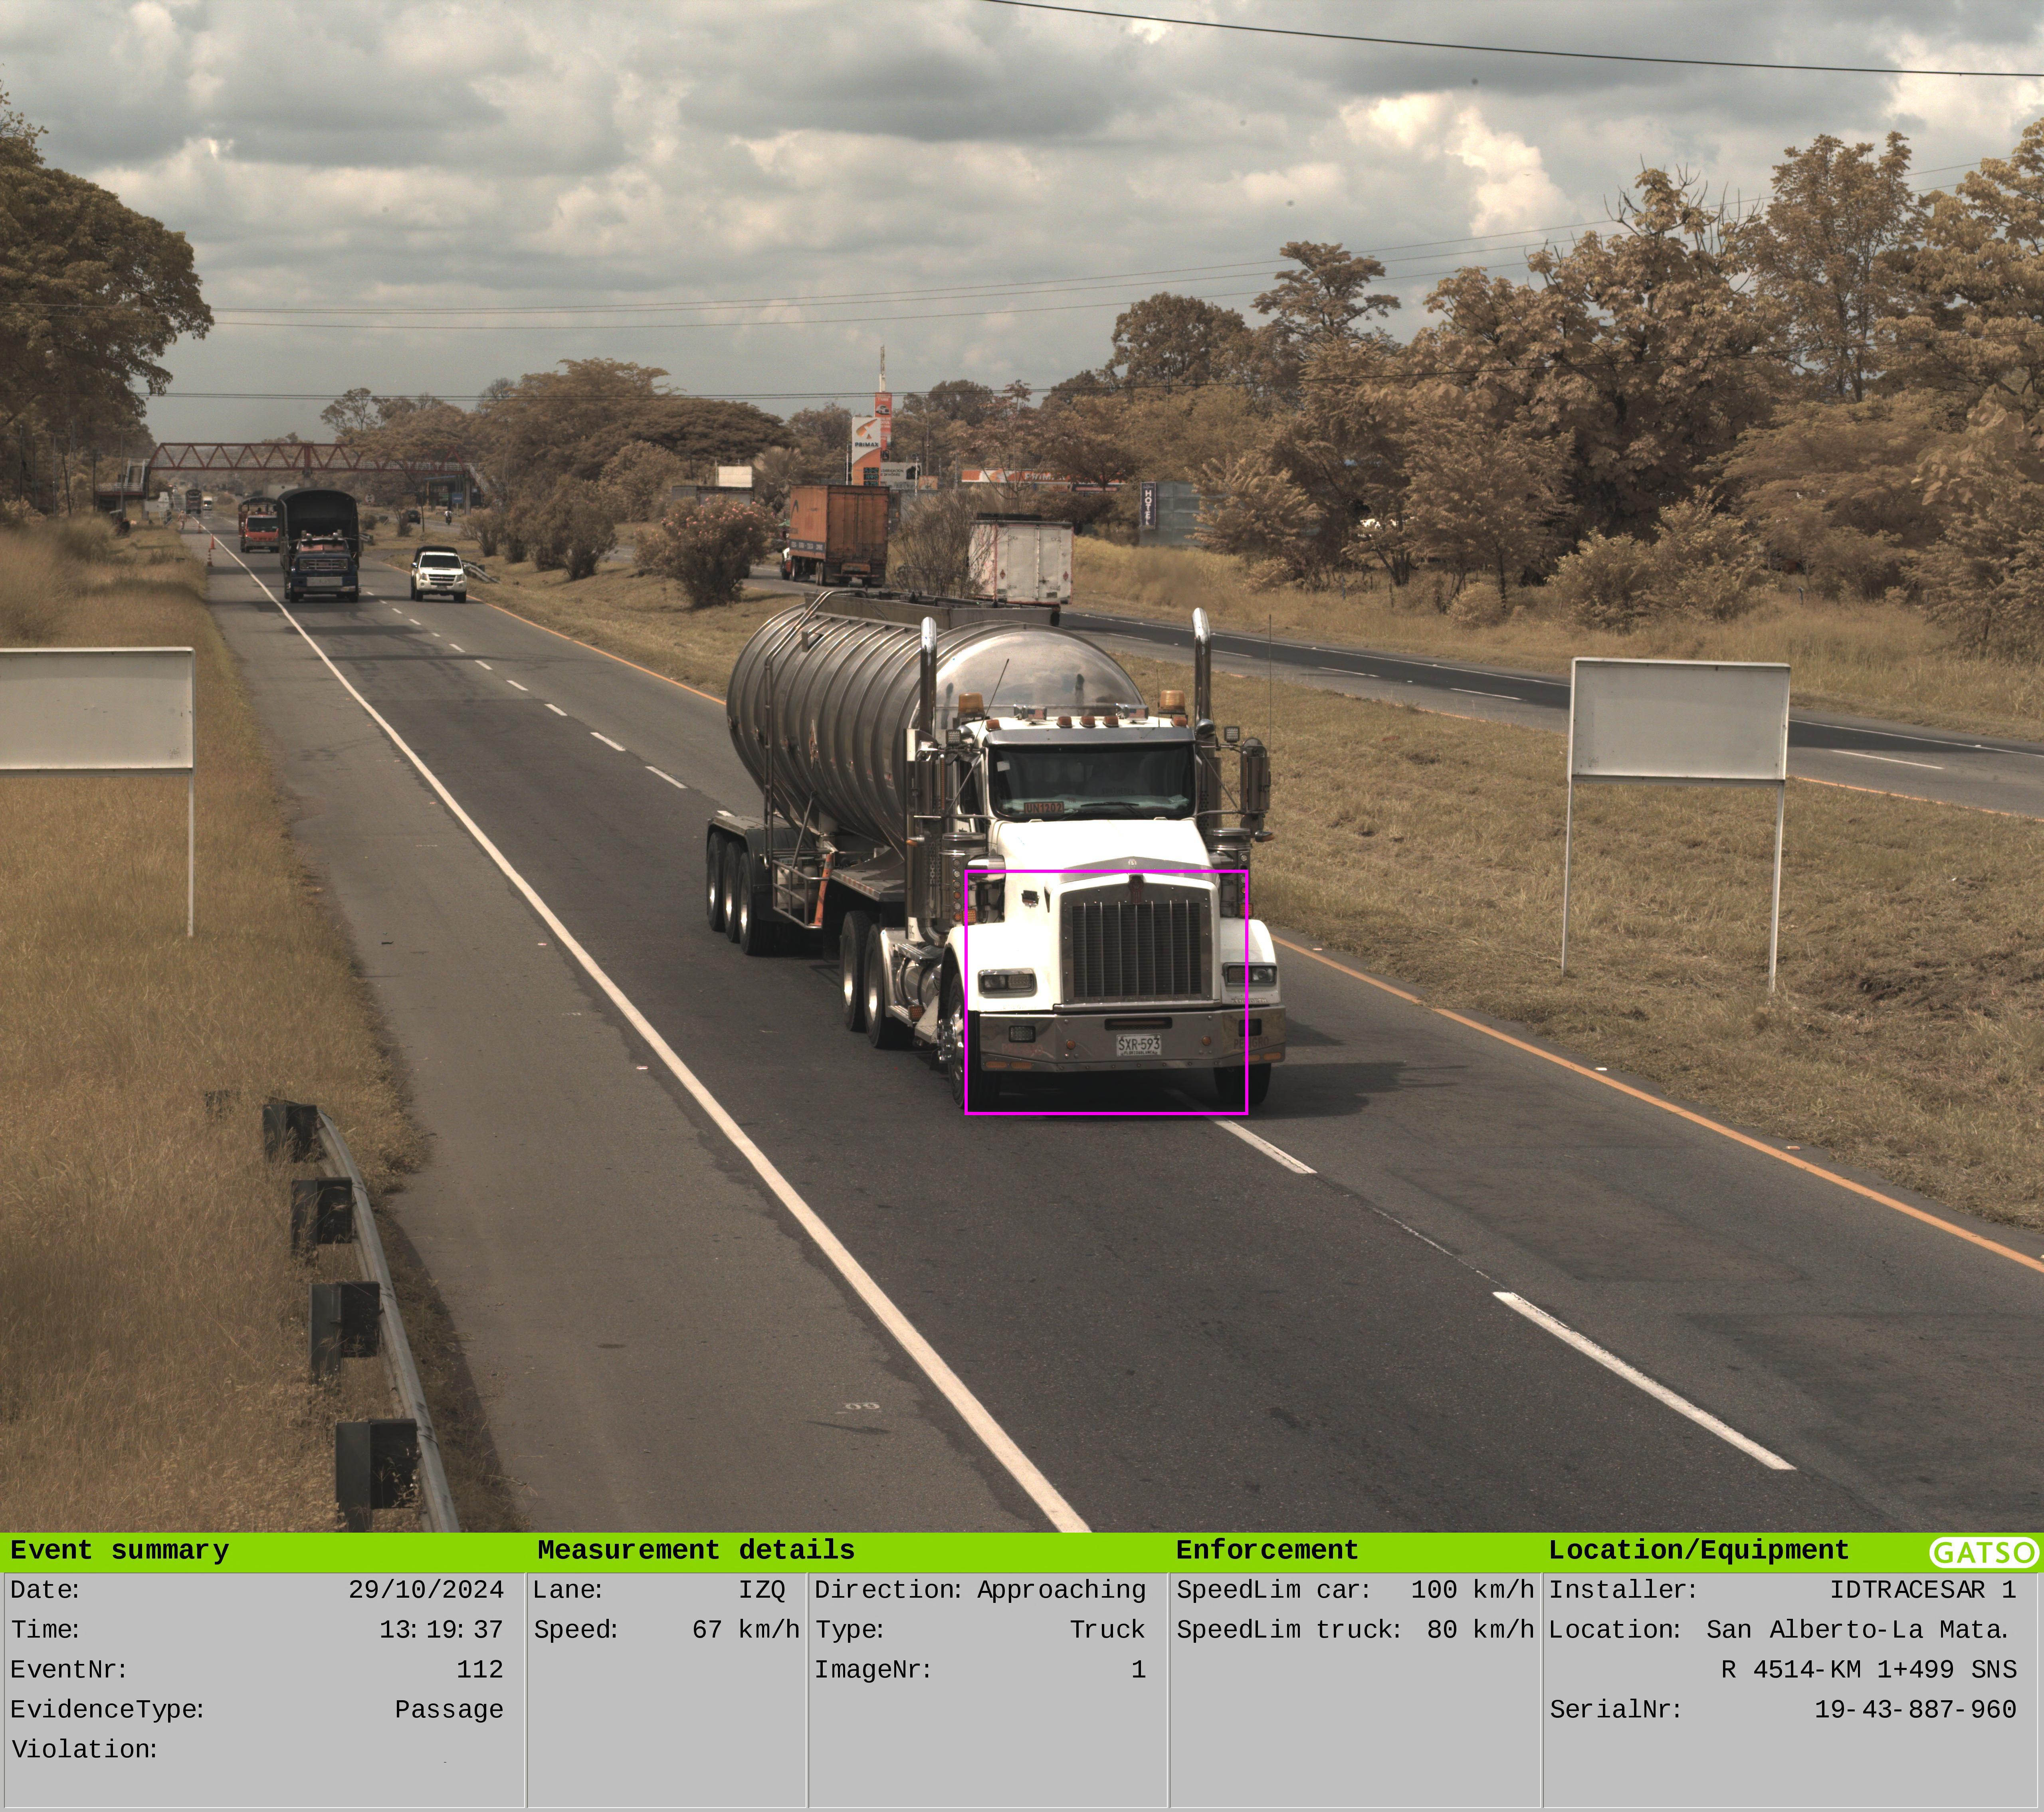 PRIMAX
HOTEL
UN1202
SXR-593
Event summary
Date: 29/10/2024
Time: 13:19:37
EventNr: 112
EvidenceType: Passage
Violation:
Measurement details
Lane: IZQ
Speed: 67 km/h
Direction: Approaching
Type: Truck
ImageNr: 1
Enforcement
SpeedLim car: 100 km/h
SpeedLim truck: 80 km/h
Location/Equipment
GATSO
Installer: IDTRACESAR 1
Location: San Alberto-La Mata.
R 4514-KM 1+499 SNS
SerialNr: 19-43-887-960